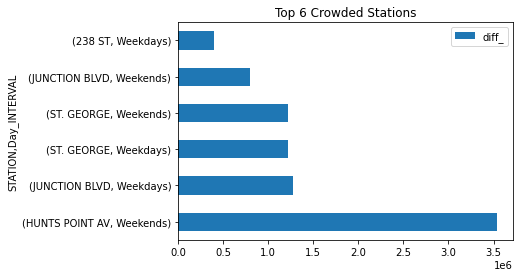 Top 6 Crowded Stations
diff_
STATION,Day_INTERVAL
(238 ST, Weekdays)
(JUNCTION BLVD, Weekends)
(ST. GEORGE, Weekends)
(ST. GEORGE, Weekdays)
(JUNCTION BLVD, Weekdays)
(HUNTS POINT AV, Weekends)
0.0 0.5 1.0 1.5 2.0 2.5 3.0 3.5
1e6